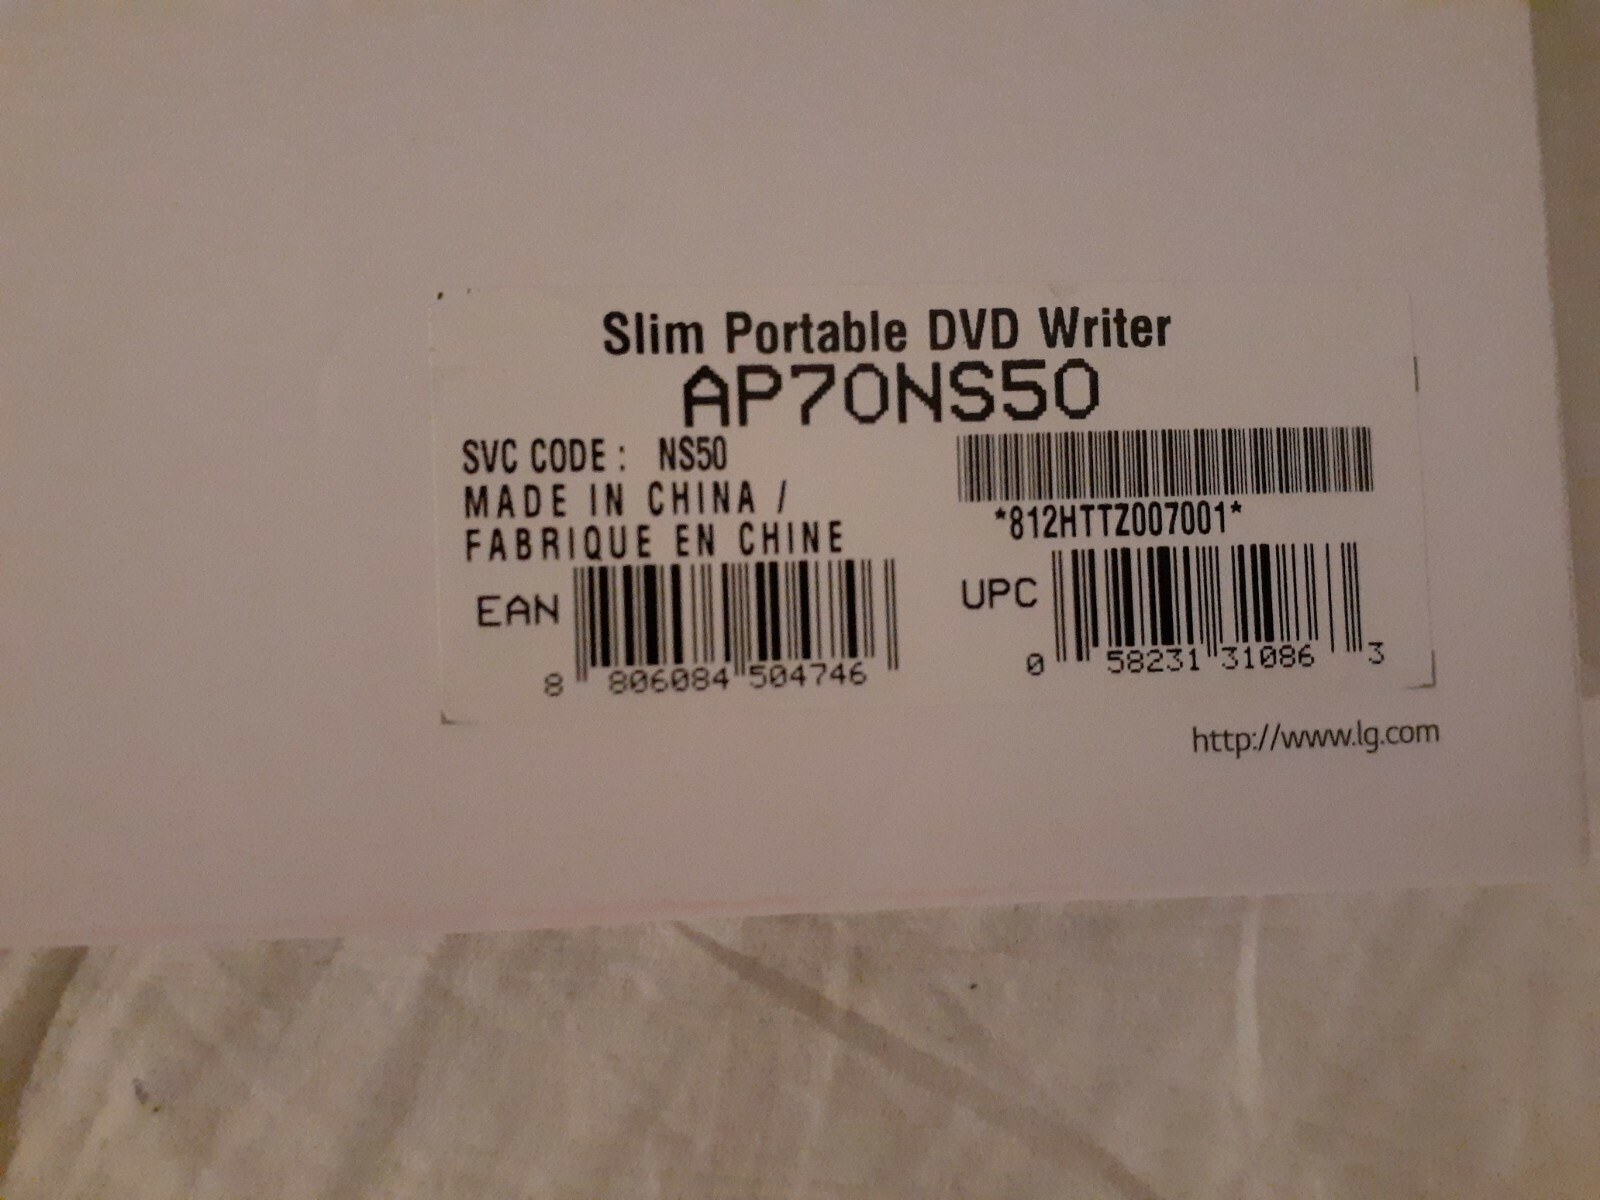 Slim Portable DVD Writer
AP70NS50
SVC CODE : NS50
MADE IN CHINA /
FABRIQUE EN CHINE
*812HTTZ007001*
EAN
8 806084 504746
UPC
0 58231 31086 3
http://www.lg.com